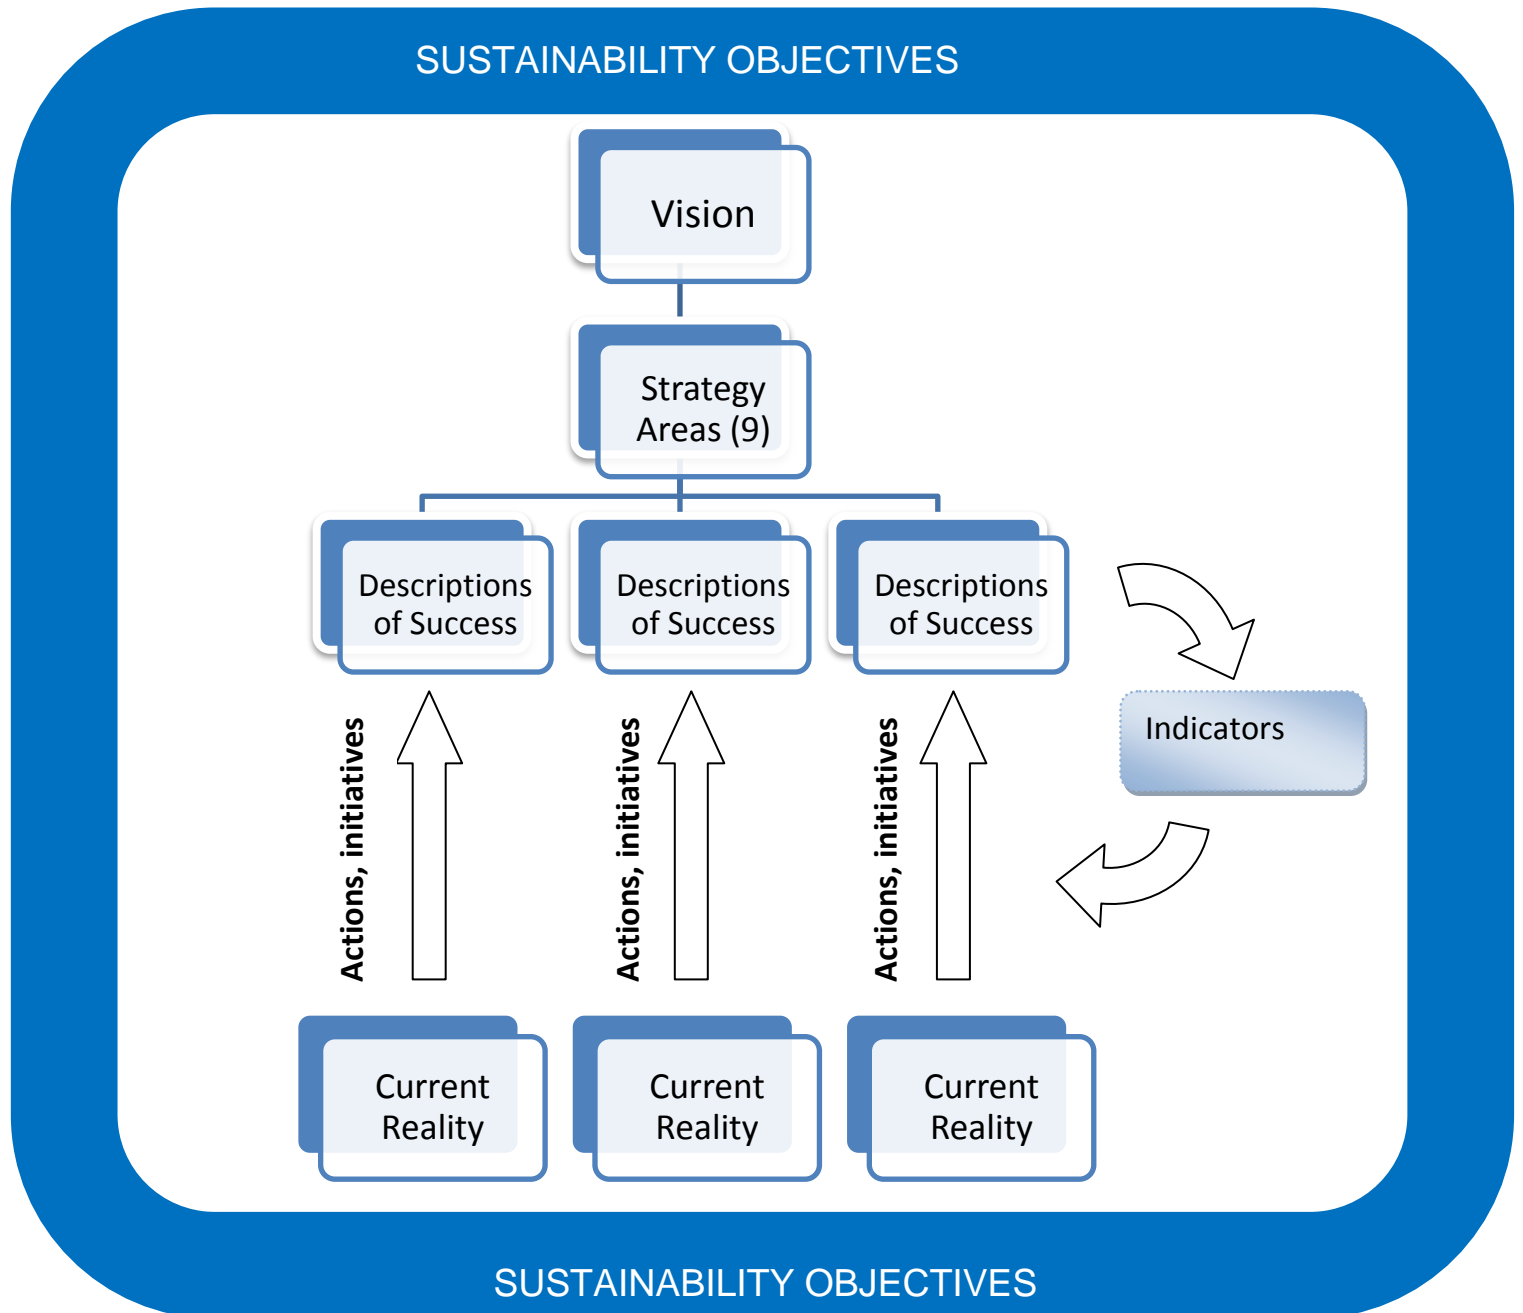 SUSTAINABILITY OBJECTIVES
Vision
Strategy
Areas (9)
Descriptions
of Success
Descriptions
of Success
Descriptions
of Success
Indicators
Actions, initiatives
Actions, initiatives
Actions, initiatives
Current
Reality
Current
Reality
Current
Reality
SUSTAINABILITY OBJECTIVES